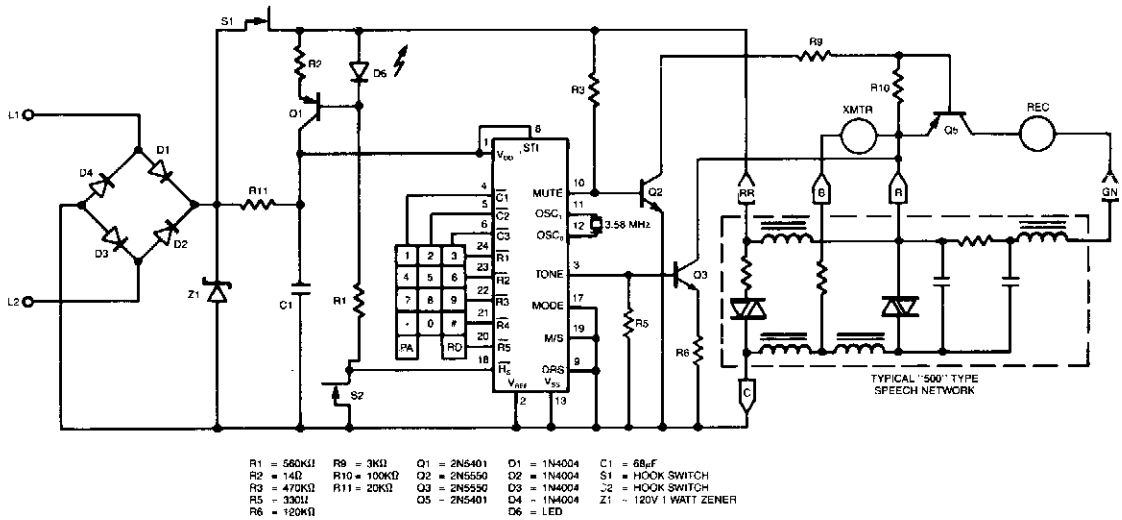 S1
R2
D6
Q1
R3
R9
R10
XMTR
Q5
REC
L1
D4
D1
D3
D2
L2
R11
Z1
C1
R1
S2
1
VDD
8
STI
4
C1
5
C2
6
C3
24
R1
23
R2
22
R3
21
R4
20
R5
18
HS
VREF
2
VSS
13
MUTE
10
OSC1
11
OSCO
12
3.58 MHz
TONE
3
MODE
17
M/S
19
DRS
9
1 2 3
4 5 6
7 8 9
0 #
PA RD
Q2
Q3
R5
R6
RR
B
R
GN
C
TYPICAL "500" TYPE
SPEECH NETWORK
R1 = 560KΩ R9 = 3KΩ Q1 = 2N5401 D1 = 1N4004 C1 = 68µF
R2 = 14Ω R10 = 100KΩ Q2 = 2N5550 D2 = 1N4004 S1 = HOOK SWITCH
R3 = 470KΩ R11 = 20KΩ Q3 = 2N5550 D3 = 1N4004 S2 = HOOK SWITCH
R5 = 330Ω Q5 = 2N5401 D4 = 1N4004 Z1 = 120V 1 WATT ZENER
R6 = 120KΩ D6 = LED